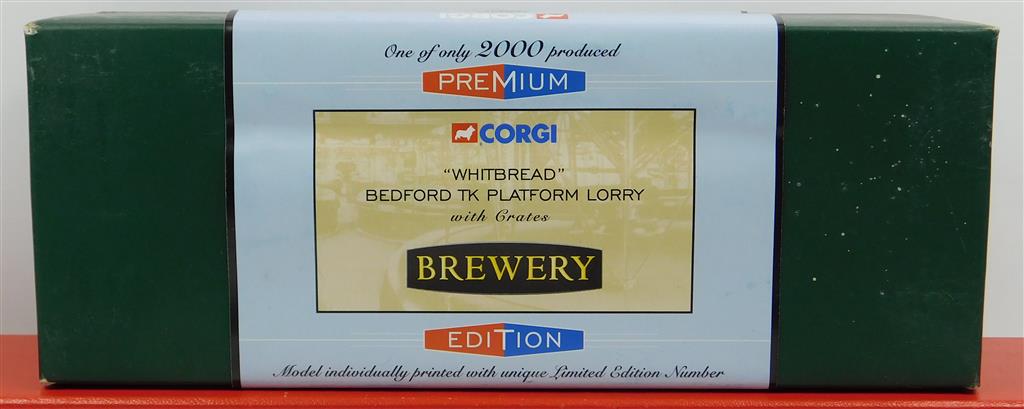 CORGI
One of only 2000 produced
PREMIUM
CORGI
"WHITBREAD"
BEDFORD TK PLATFORM LORRY
with Crates
BREWERY
EDITION
Model individually printed with unique Limited Edition Number